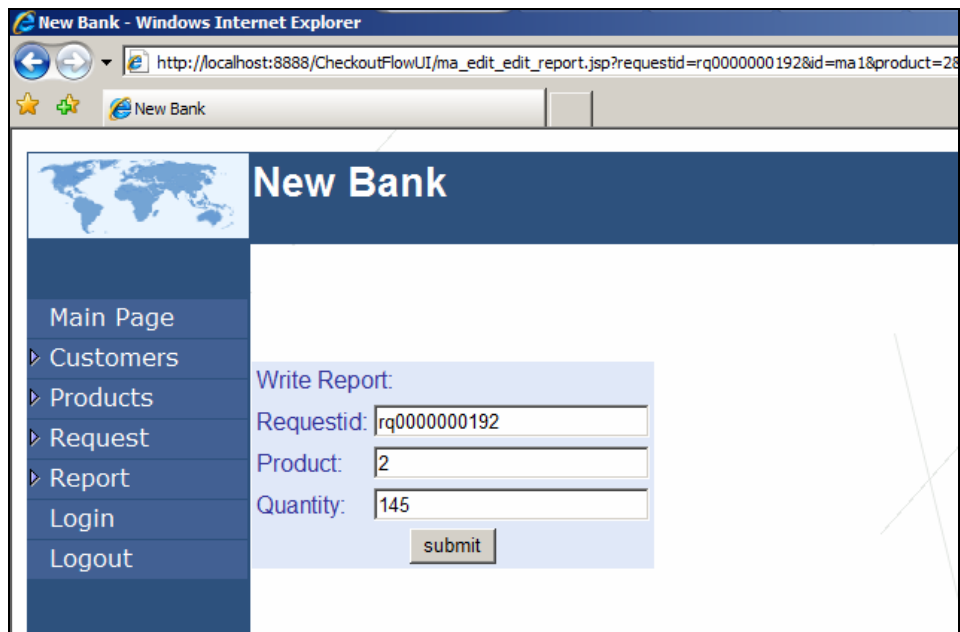 New Bank - Windows Internet Explorer
http://localhost:8888/CheckoutFlowUI/ma_edit_edit_report.jsp?requestid=rq0000000192&id=ma1&product=2&
New Bank
New Bank
Main Page
Customers
Products
Request
Report
Login
Logout
Write Report:
Requestid: rq0000000192
Product: 2
Quantity: 145
submit